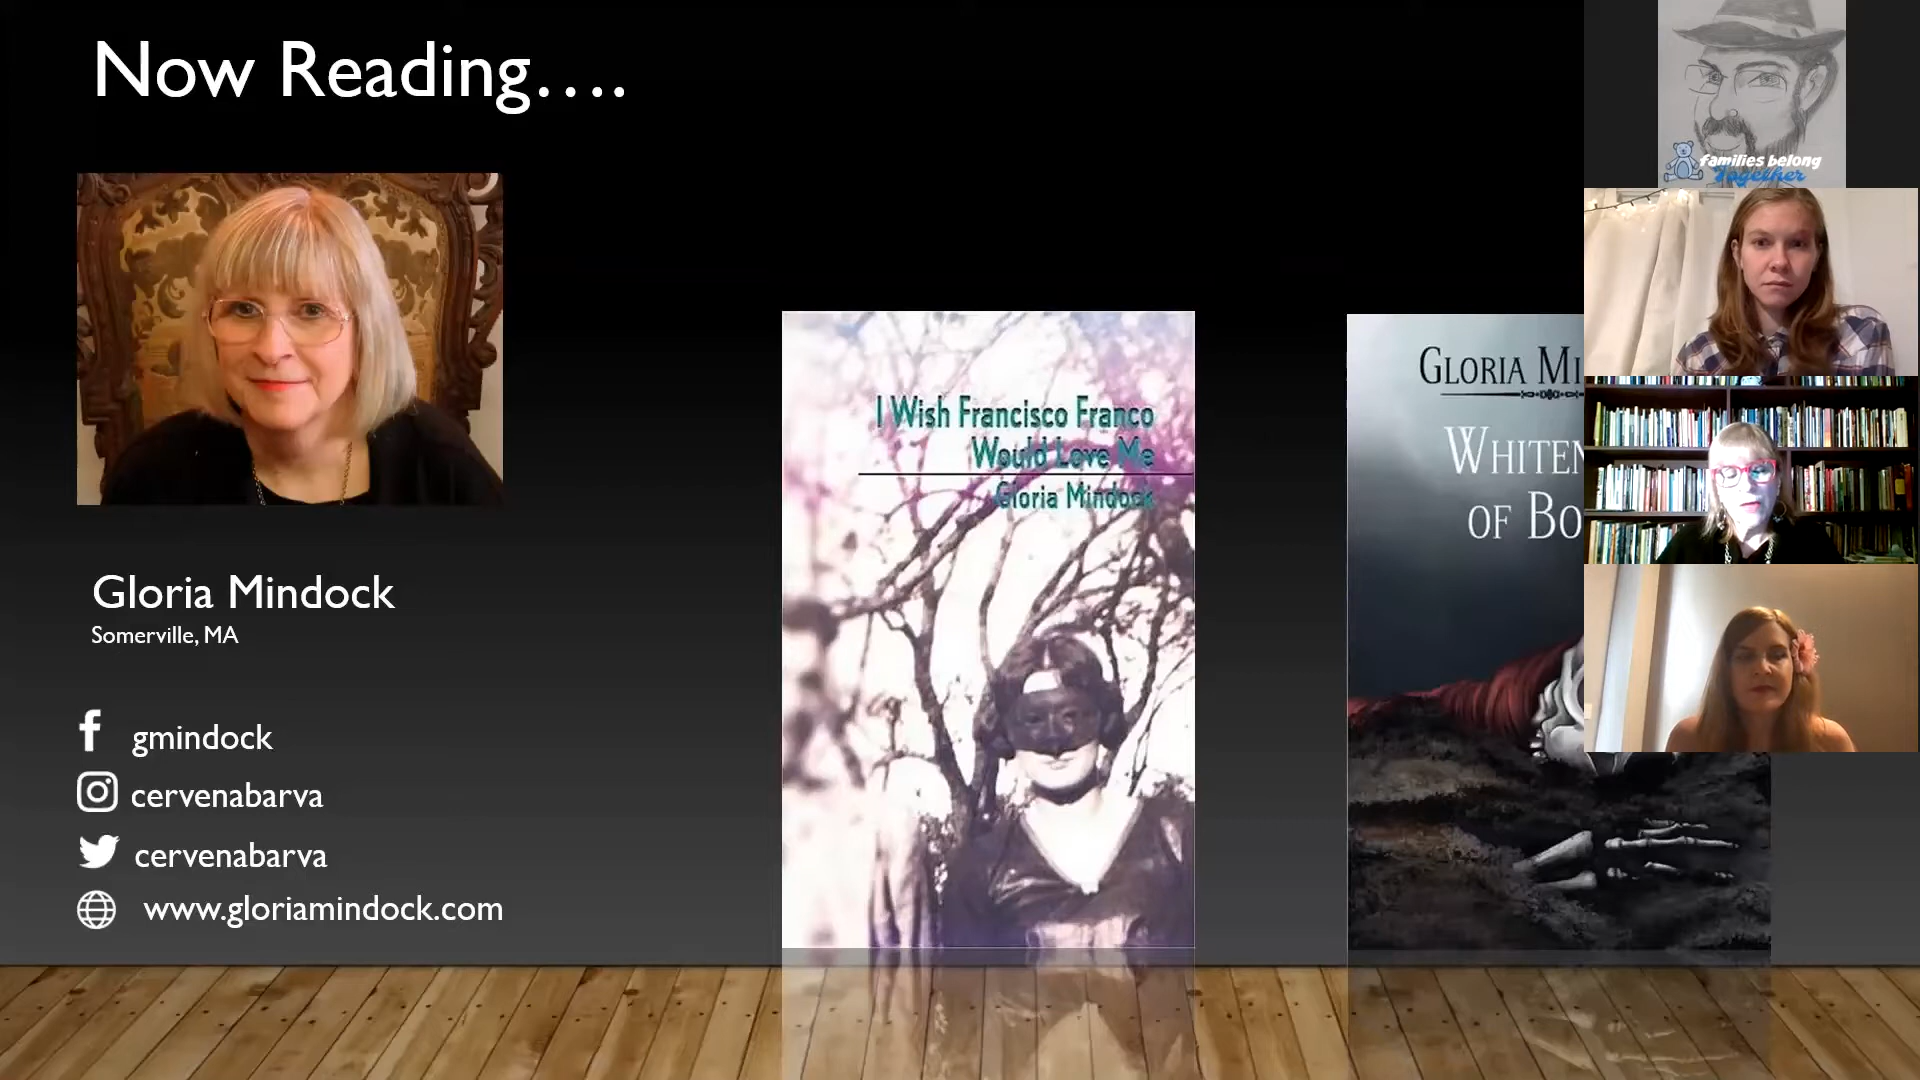 Now Reading....
Gloria Mindock
Somerville, MA
gmindock
cervenabarva
cervenabarva
www.gloriamindock.com
I Wish Francisco Franco
Would Love Me
Gloria Mindock
GLORIA MI
WHITEN
OF BO
families belong
Together